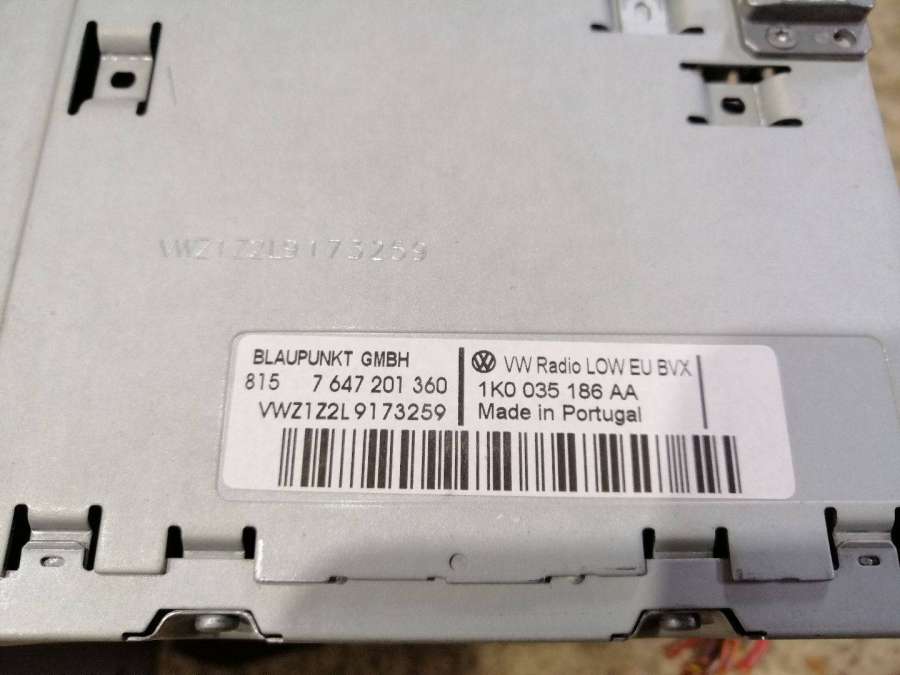 VWZ1Z2L9173259
BLAUPUNKT GMBH
815 7 647 201 360
VWZ1Z2L9173259
VW Radio LOW EU BVX
1K0 035 186 AA
Made in Portugal